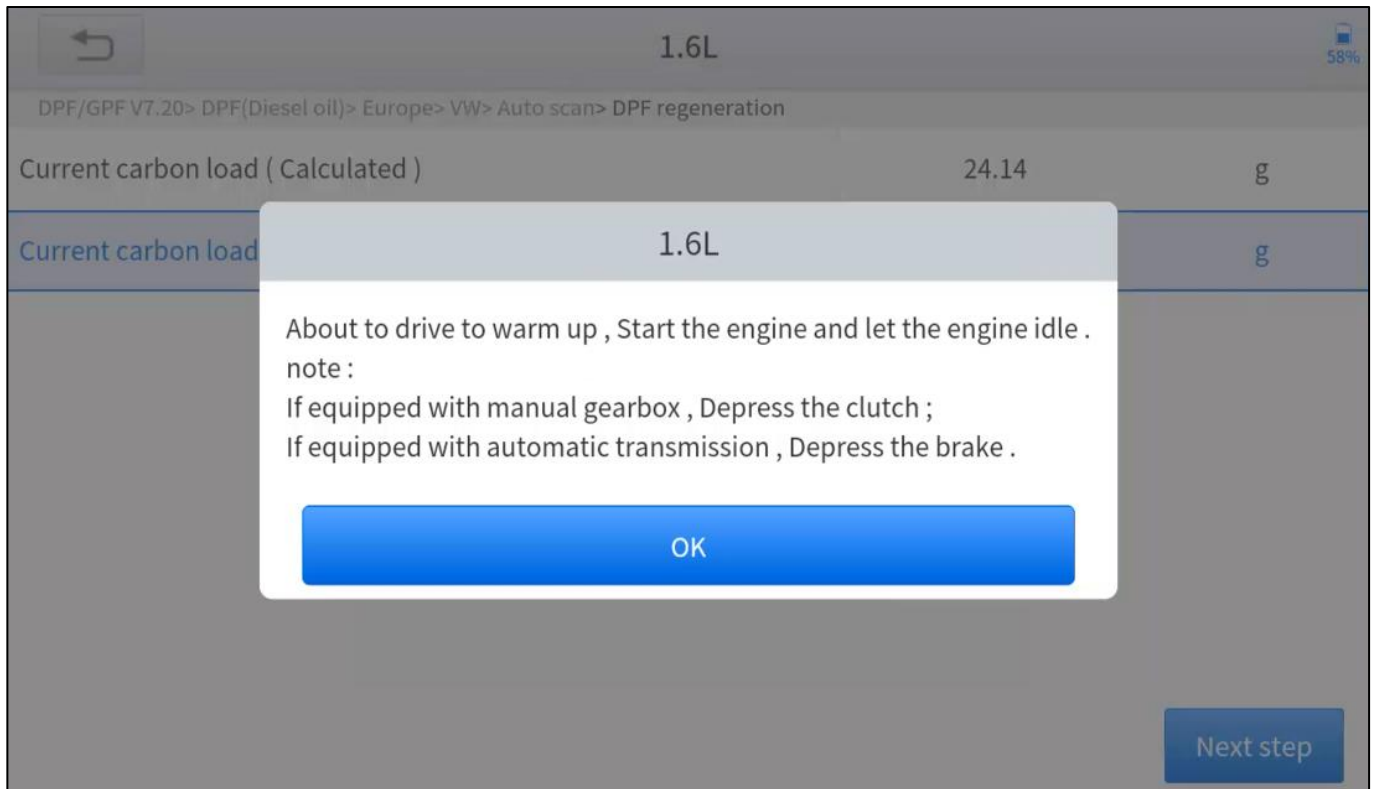 1.6L
58%
DPF/GPF V7.20> DPF(Diesel oil)> Europe> VW> Auto scan> DPF regeneration
Current carbon load ( Calculated ) 24.14 g
Current carbon load g
1.6L
About to drive to warm up , Start the engine and let the engine idle .
note :
If equipped with manual gearbox , Depress the clutch ;
If equipped with automatic transmission , Depress the brake .
OK
Next step